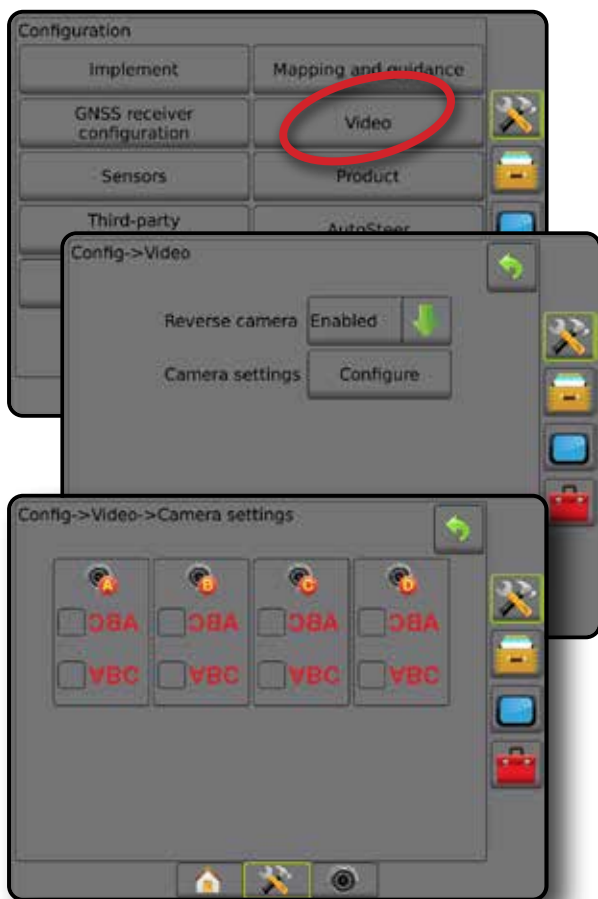 Configuration
Implement
Mapping and guidance
GNSS receiver
configuration
Video
Sensors
Product
Third-party
AutoSteer
Config->Video
Reverse camera
Enabled
Camera settings
Configure
Config->Video->Camera settings
A
B
C
D
ABC
ABC
ABC
ABC
ABC
ABC
ABC
ABC